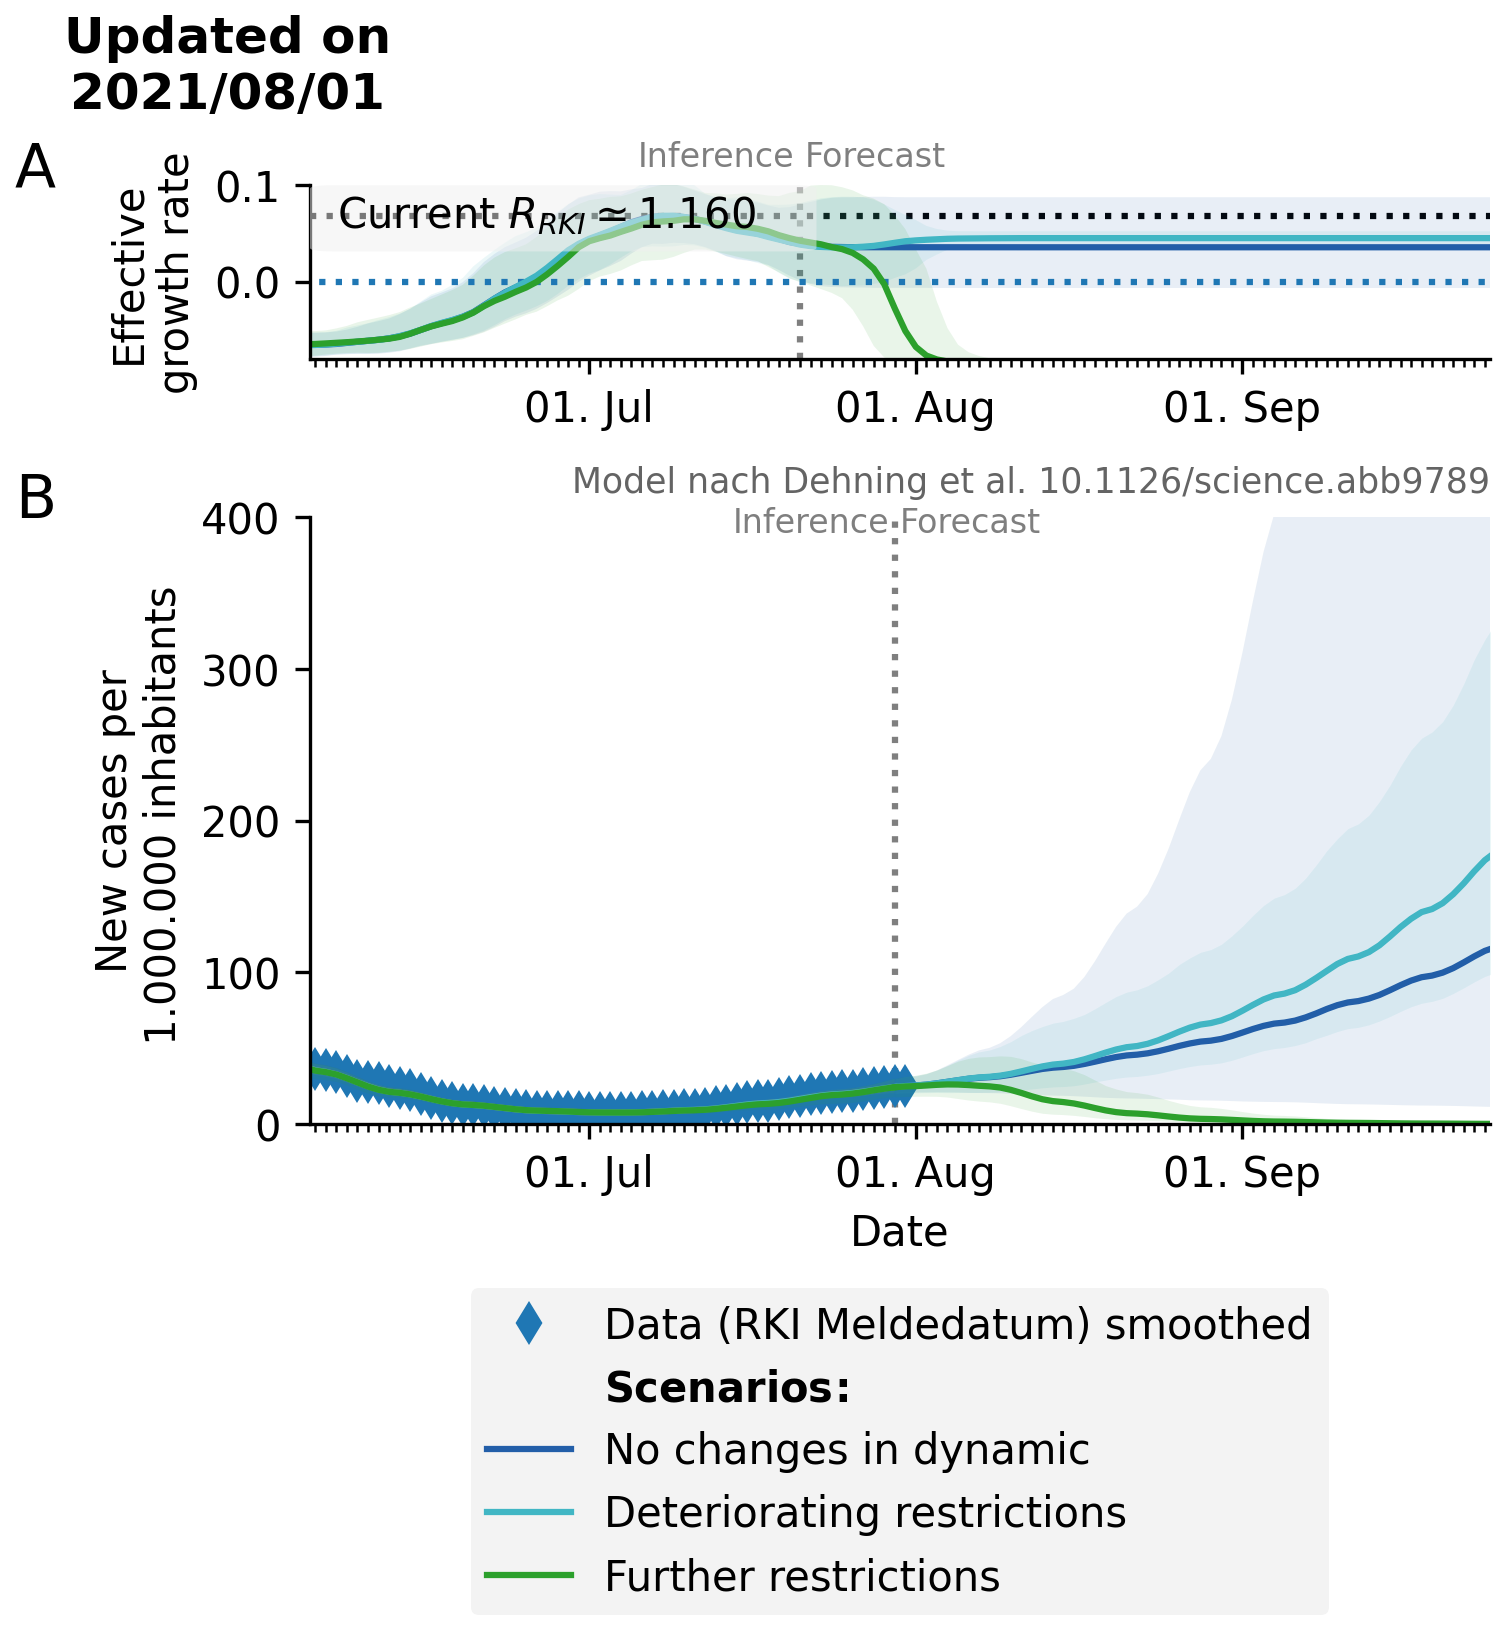 Updated on
2021/08/01
A
Inference Forecast
Effective
growth rate
0.1
0.0
Current R_RKI ≃ 1.160
01. Jul
01. Aug
01. Sep
B
Model nach Dehning et al. 10.1126/science.abb9789
Inference Forecast
New cases per
1.000.000 inhabitants
400
300
200
100
0
01. Jul
01. Aug
01. Sep
Date
Data (RKI Meldedatum) smoothed
Scenarios:
No changes in dynamic
Deteriorating restrictions
Further restrictions